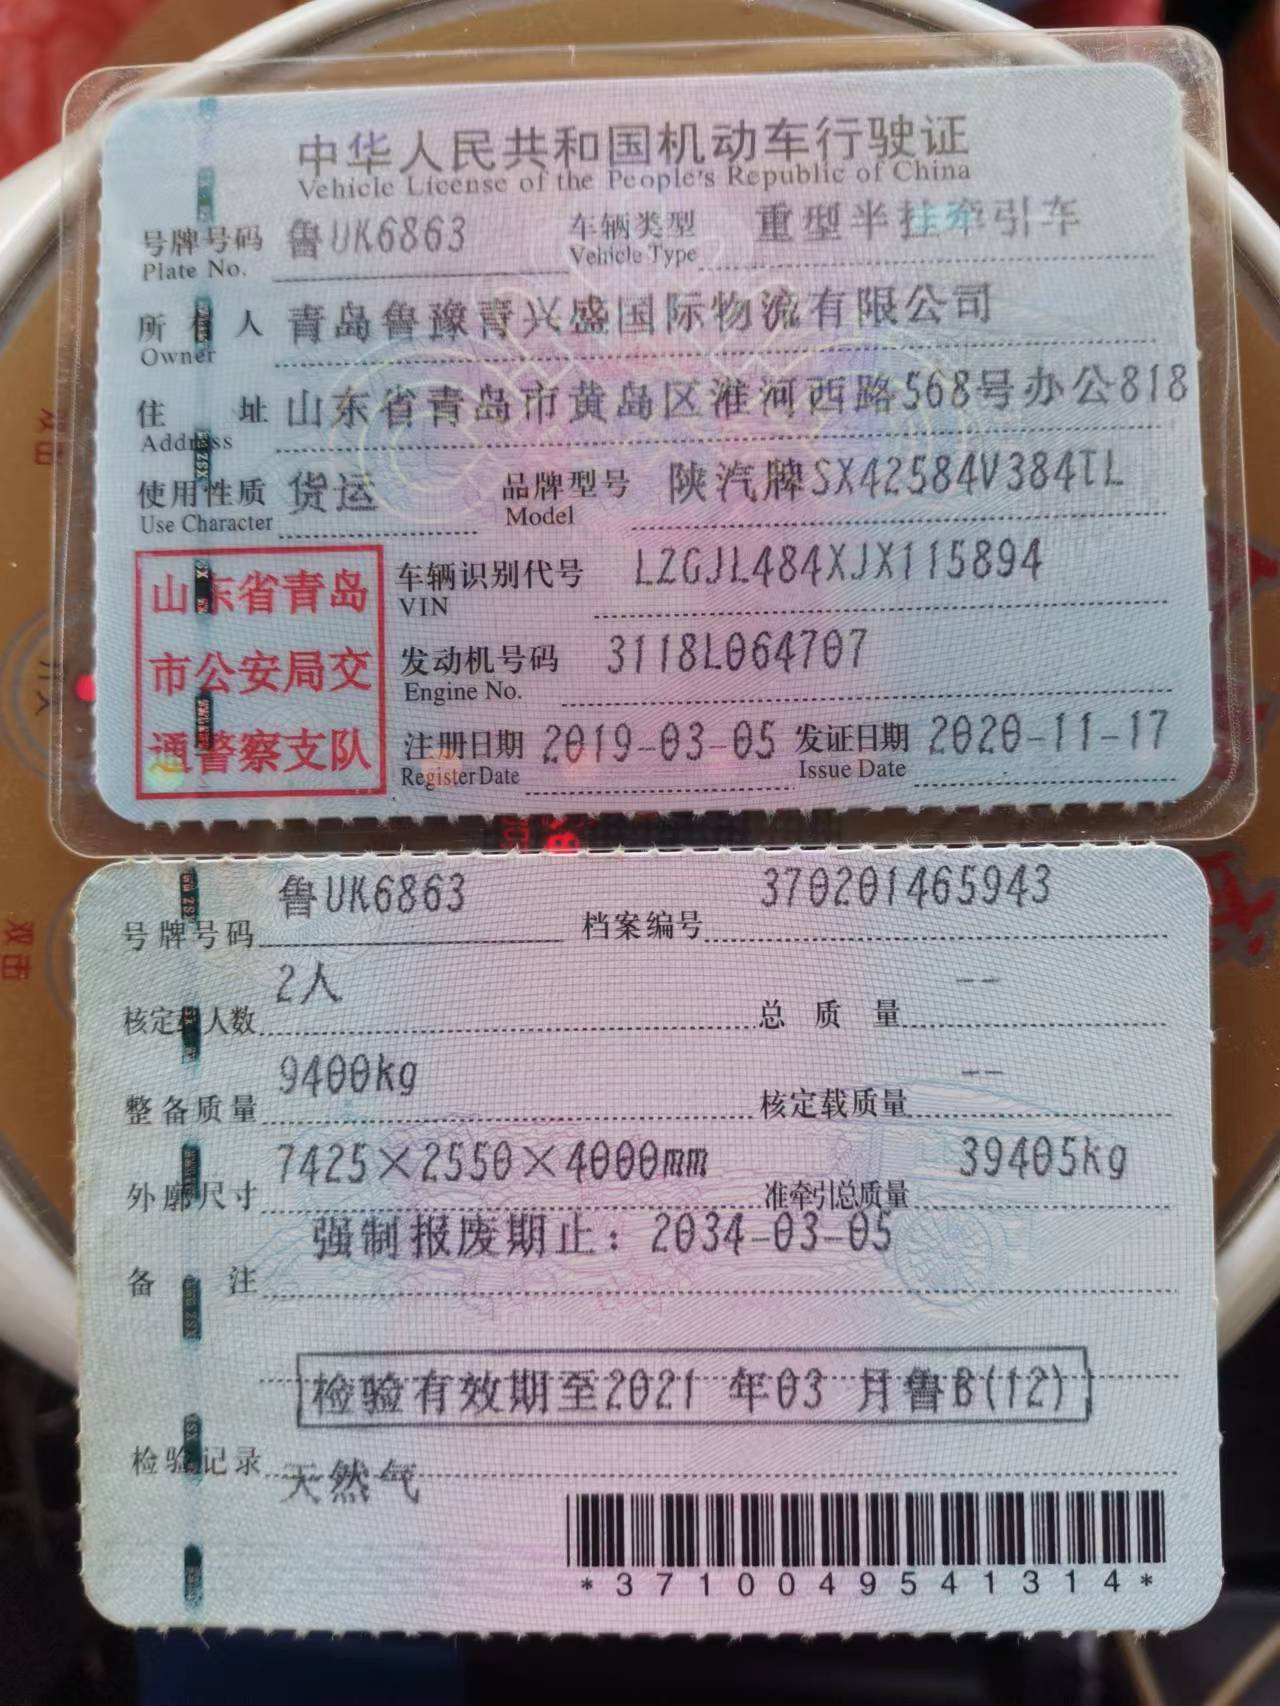 中华人民共和国机动车行驶证
Vehicle License of the People's Republic of China
号牌号码 鲁UK6863 车辆类型 重型半挂牵引车
Plate No. Vehicle Type
所有人 青岛鲁豫青兴盛国际物流有限公司
Owner
住址 山东省青岛市黄岛区淮河西路568号办公818
Address
使用性质 货运 品牌型号 陕汽牌SX42584V384TL
Use Character Model
山东省青岛
市公安局交
通警察支队
车辆识别代号 LZGJL484XJX115894
VIN
发动机号码 3118L064707
Engine No.
注册日期 2019-03-05 发证日期 2020-11-17
Register Date Issue Date
号牌号码 鲁UK6863 档案编号 370201465943
核定载人数 2人 总质量 --
整备质量 9400kg 核定载质量 --
外廓尺寸 7425×2550×4000mm 准牵引总质量 39405kg
备注 强制报废期止：2034-03-05
检验有效期至2021 年03 月鲁B(12)
检验记录 天然气
*3710049541314*
双击
双击